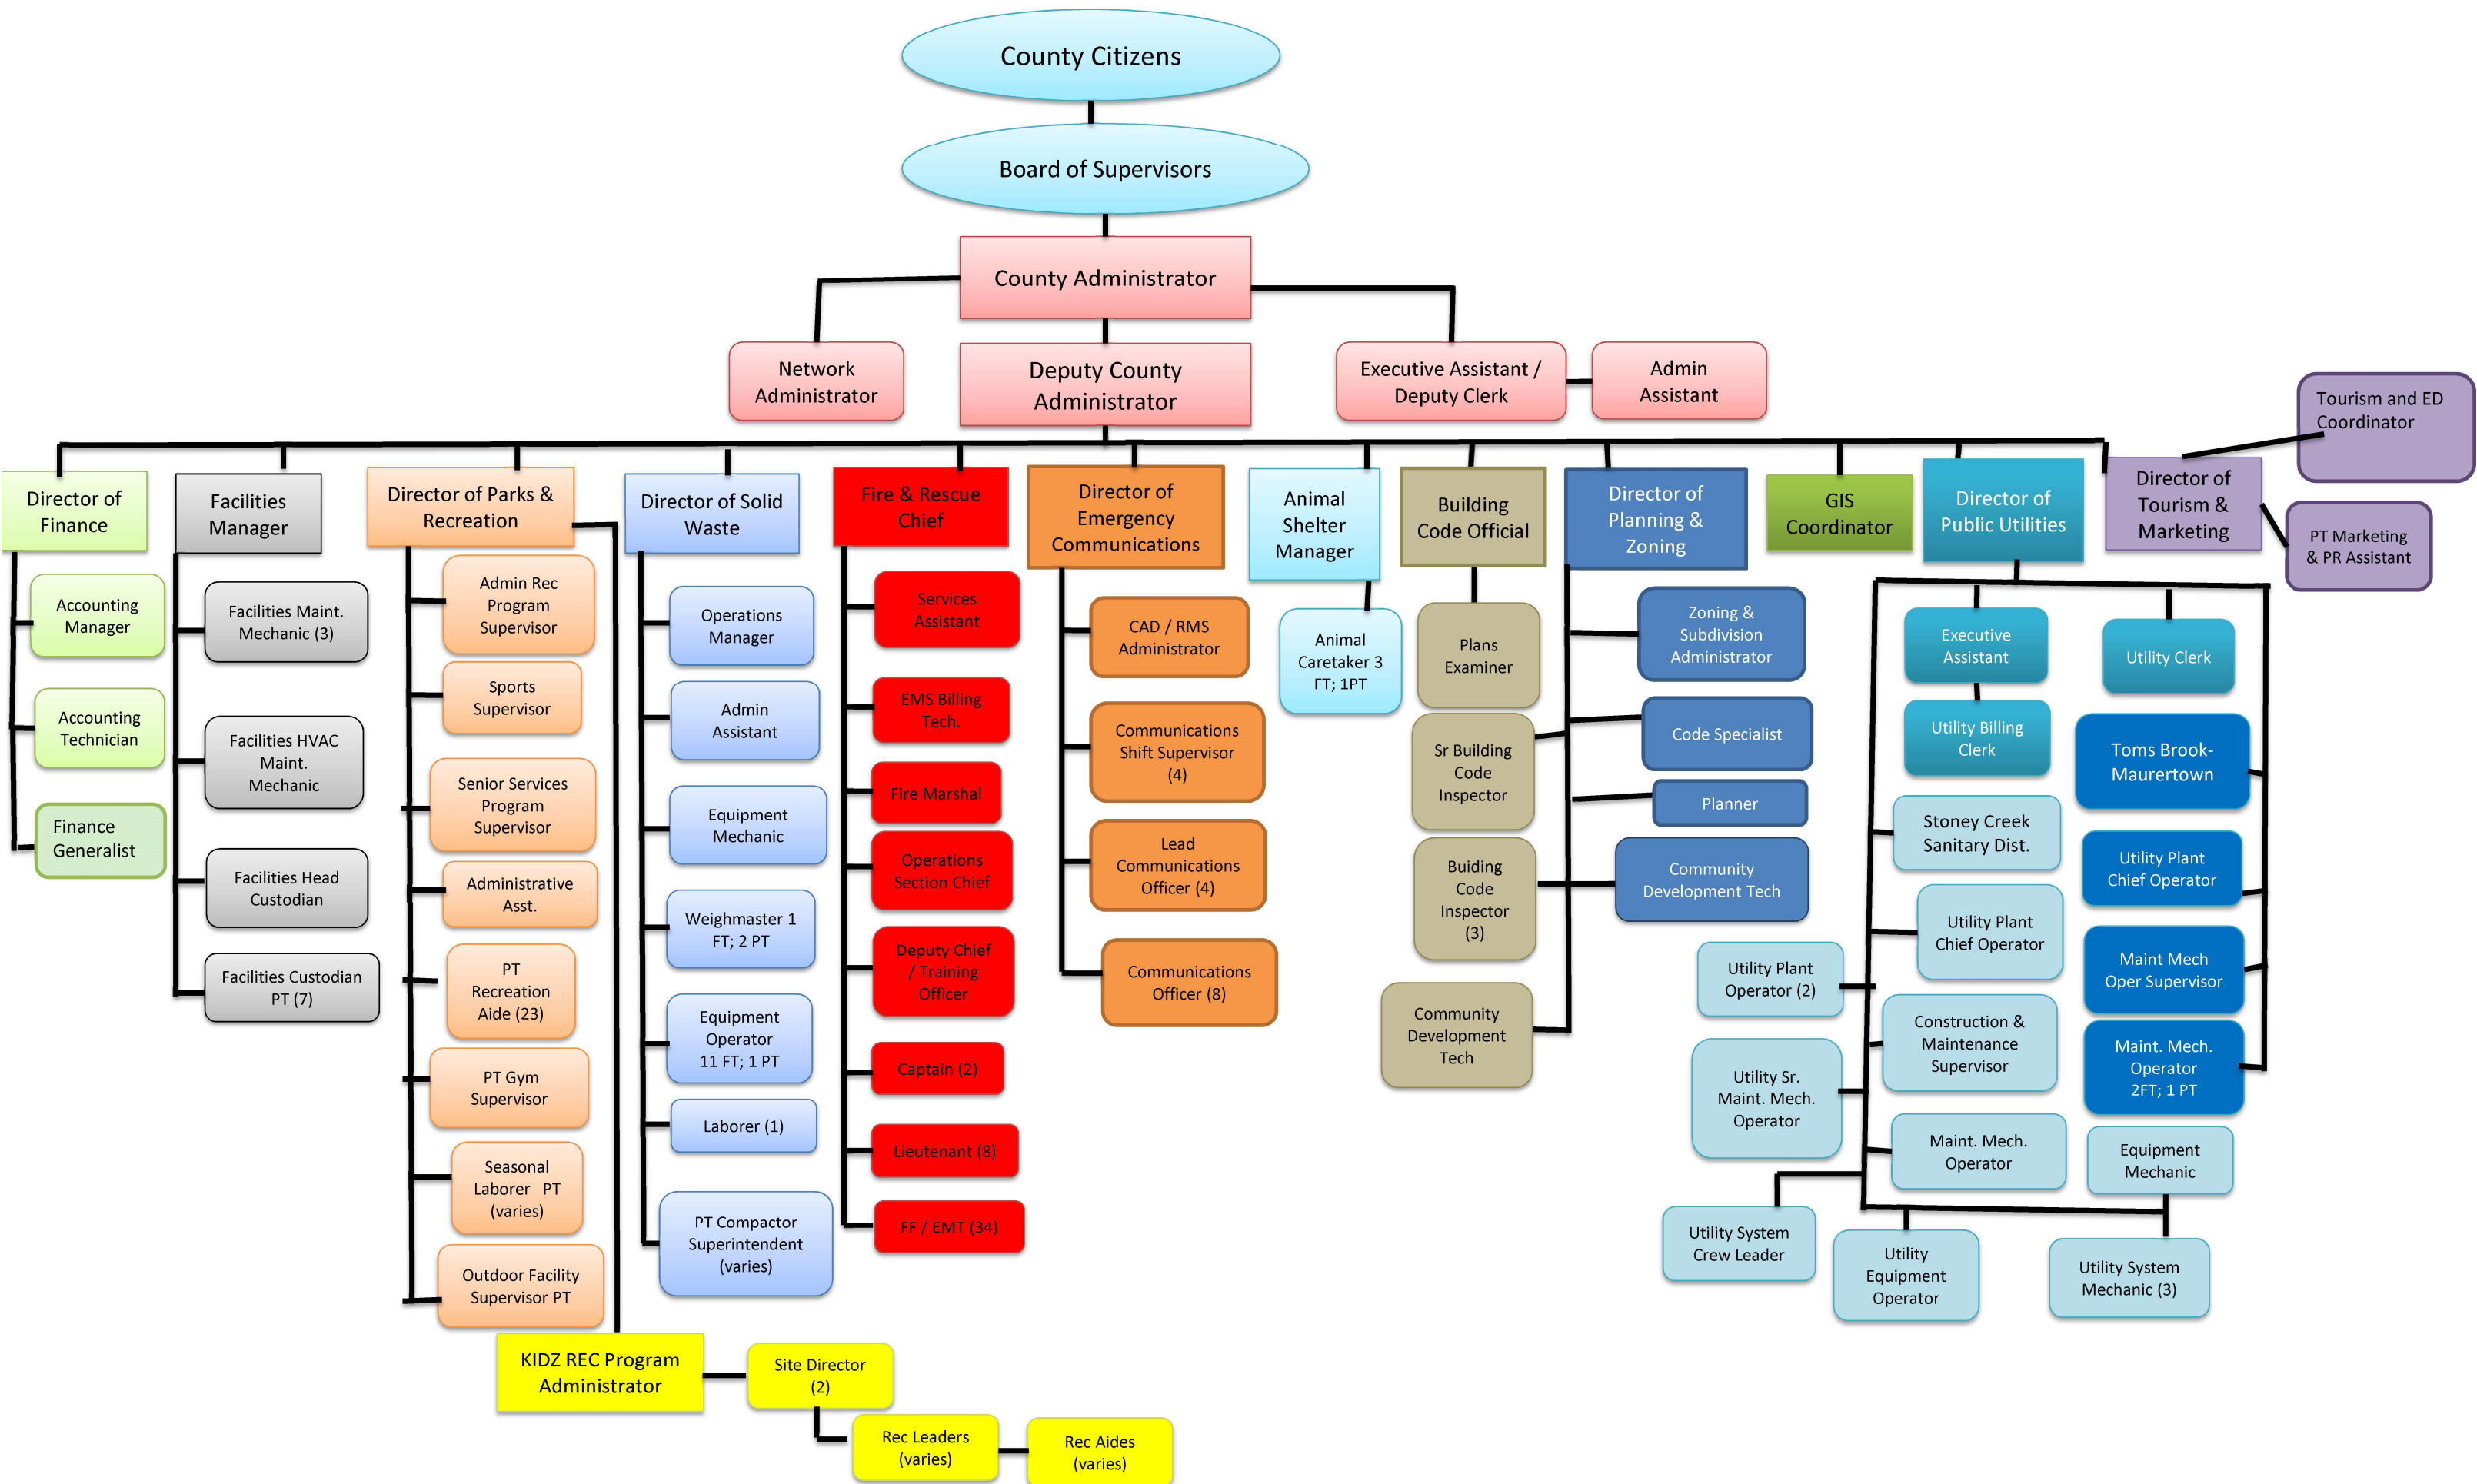 County Citizens
Board of Supervisors
County Administrator
Network
Administrator
Deputy County
Administrator
Executive Assistant /
Deputy Clerk
Admin
Assistant
Tourism and ED
Coordinator
PT Marketing
& PR Assistant
Director of
Finance
Facilities
Manager
Director of Parks &
Recreation
Director of Solid
Waste
Fire & Rescue
Chief
Director of
Emergency
Communications
Animal
Shelter
Manager
Building
Code Official
Director of
Planning &
Zoning
GIS
Coordinator
Director of
Public Utilities
Director of
Tourism &
Marketing
Accounting
Manager
Accounting
Technician
Finance
Generalist
Facilities Maint.
Mechanic (3)
Facilities HVAC
Maint.
Mechanic
Facilities Head
Custodian
Facilities Custodian
PT (7)
Admin Rec
Program
Supervisor
Sports
Supervisor
Senior Services
Program
Supervisor
Administrative
Asst.
PT
Recreation
Aide (23)
PT Gym
Supervisor
Seasonal
Laborer PT
(varies)
Outdoor Facility
Supervisor PT
KIDZ REC Program
Administrator
Site Director
(2)
Rec Leaders
(varies)
Rec Aides
(varies)
Operations
Manager
Admin
Assistant
Equipment
Mechanic
Weighmaster 1
FT; 2 PT
Equipment
Operator
11 FT; 1 PT
Laborer (1)
PT Compactor
Superintendent
(varies)
Services
Assistant
EMS Billing
Tech.
Fire Marshal
Operations
Section Chief
Deputy Chief
/ Training
Officer
Captain (2)
Lieutenant (8)
FF / EMT (34)
CAD / RMS
Administrator
Communications
Shift Supervisor
(4)
Lead
Communications
Officer (4)
Communications
Officer (8)
Animal
Caretaker 3
FT; 1PT
Plans
Examiner
Sr Building
Code
Inspector
Buiding
Code
Inspector
(3)
Community
Development
Tech
Zoning &
Subdivision
Administrator
Code Specialist
Planner
Community
Development Tech
Executive
Assistant
Utility Billing
Clerk
Utility Clerk
Stoney Creek
Sanitary Dist.
Utility Plant
Chief Operator
Utility Plant
Operator (2)
Construction &
Maintenance
Supervisor
Utility Sr.
Maint. Mech.
Operator
Maint. Mech.
Operator
Utility System
Crew Leader
Utility
Equipment
Operator
Toms Brook-
Maurertown
Utility Plant
Chief Operator
Maint Mech
Oper Supervisor
Maint. Mech.
Operator
2FT; 1 PT
Equipment
Mechanic
Utility System
Mechanic (3)